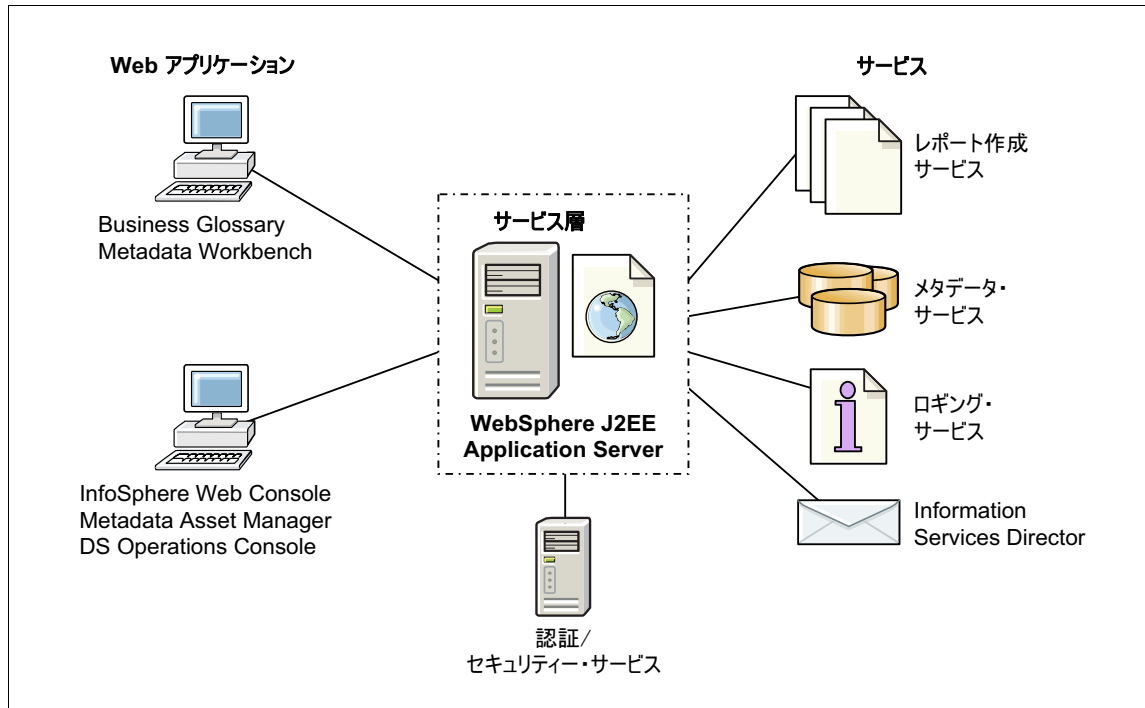 Web アプリケーション
Business Glossary
Metadata Workbench
InfoSphere Web Console
Metadata Asset Manager
DS Operations Console
サービス層
WebSphere J2EE
Application Server
認証/
セキュリティー・サービス
サービス
レポート作成
サービス
メタデータ・
サービス
ロギング・
サービス
Information
Services Director